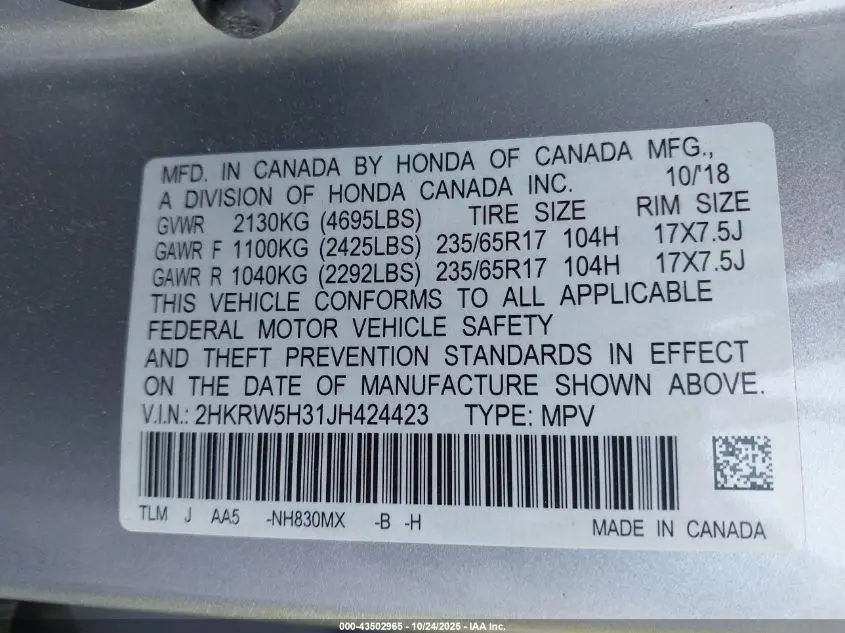 MFD. IN CANADA BY HONDA OF CANADA MFG.,
A DIVISION OF HONDA CANADA INC. 10/'18
GVWR 2130KG (4695LBS) TIRE SIZE RIM SIZE
GAWR F 1100KG (2425LBS) 235/65R17 104H 17X7.5J
GAWR R 1040KG (2292LBS) 235/65R17 104H 17X7.5J
THIS VEHICLE CONFORMS TO ALL APPLICABLE
FEDERAL MOTOR VEHICLE SAFETY
AND THEFT PREVENTION STANDARDS IN EFFECT
ON THE DATE OF MANUFACTURE SHOWN ABOVE.
V.I.N.: 2HKRW5H31JH424423 TYPE: MPV
TLM J AA5 -NH830MX -B -H
MADE IN CANADA
000-43502965 - 10/24/2025 - IAA Inc.